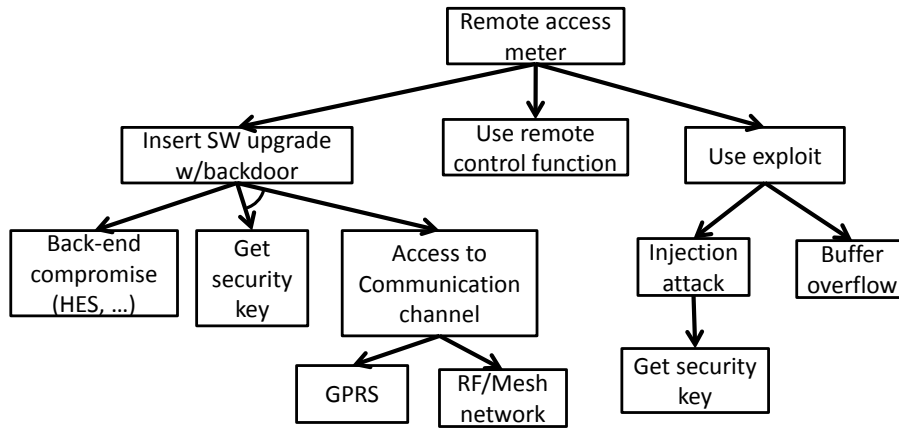 Remote access
meter
Insert SW upgrade
w/backdoor
Use remote
control function
Use exploit
Back-end
compromise
(HES, ...)
Get
security
key
Access to
Communication
channel
Injection
attack
Buffer
overflow
GPRS
RF/Mesh
network
Get security
key